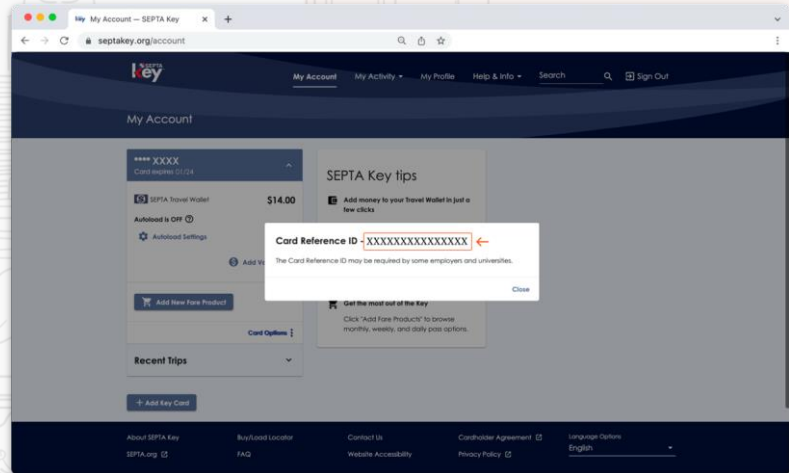 My Account — SEPTA Key
septakey.org/account
SEPTA
key
My Account
My Activity
My Profile
Help & Info
Search
Sign Out
My Account
**** XXXX
Card expires 01/24
SEPTA Travel Wallet $14.00
Autoload is OFF
Autoload Settings
Add Va
Add New Fare Product
Card Options
Recent Trips
+ Add Key Card
SEPTA Key tips
Add money to your Travel Wallet in just a
few clicks
Card Reference ID - XXXXXXXXXXXXXXX
The Card Reference ID may be required by some employers and universities.
Close
Get the most out of the Key
Click "Add Fare Products" to browse
monthly, weekly, and daily pass options.
About SEPTA Key
Buy/Load Locator
Contact Us
Cardholder Agreement
Language Options
SEPTA.org
FAQ
Website Accessibility
Privacy Policy
English